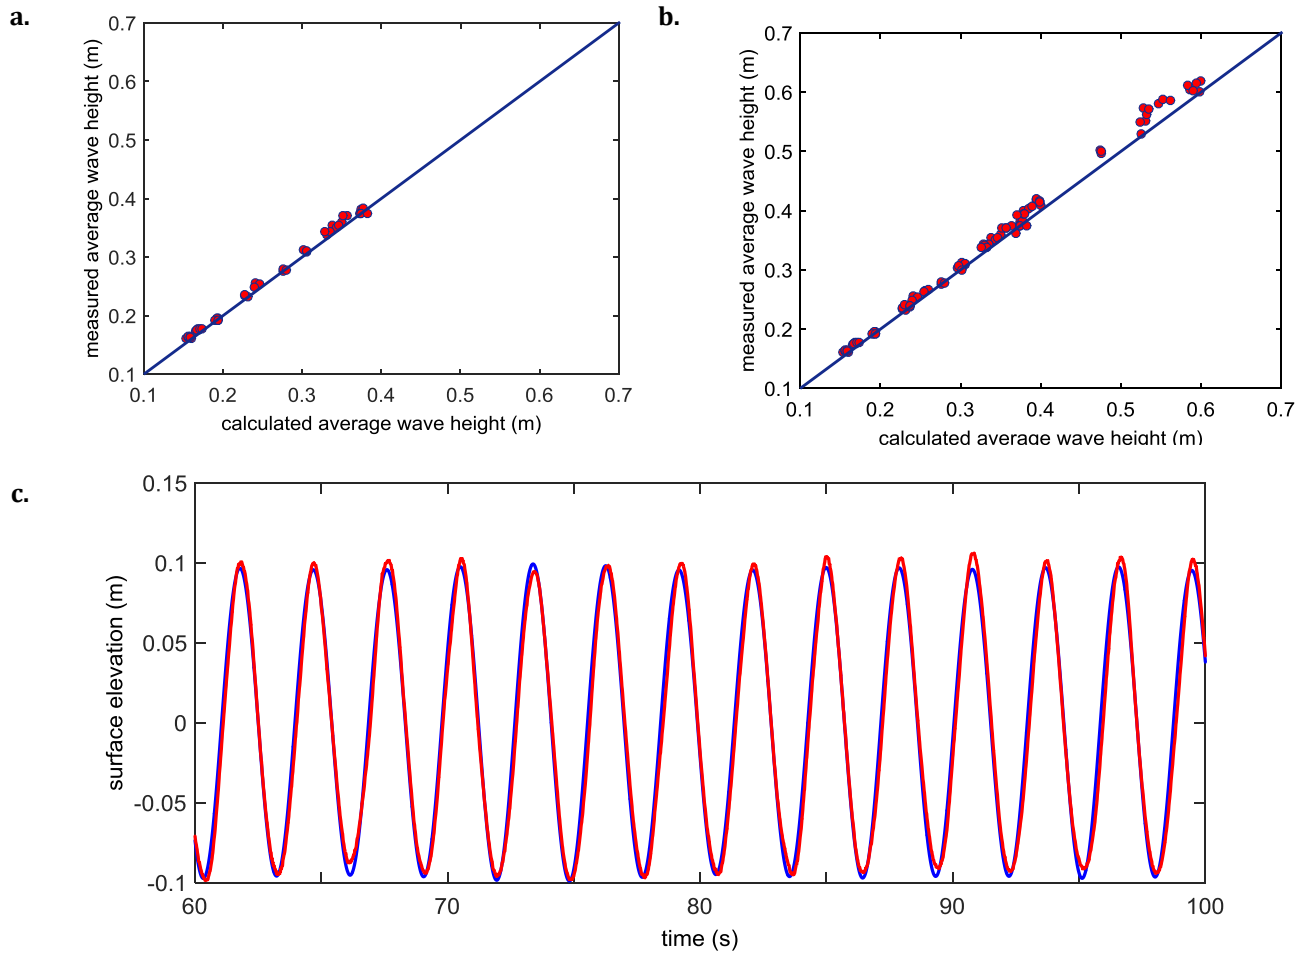 a.
0.7
0.6
0.5
0.4
0.3
0.2
0.1
measured average wave height (m)
0.1 0.2 0.3 0.4 0.5 0.6 0.7
calculated average wave height (m)
b.
0.7
0.6
0.5
0.4
0.3
0.2
0.1
measured average wave height (m)
0.1 0.2 0.3 0.4 0.5 0.6 0.7
calculated average wave height (m)
c.
0.15
0.1
0.05
0
-0.05
-0.1
surface elevation (m)
60 70 80 90 100
time (s)